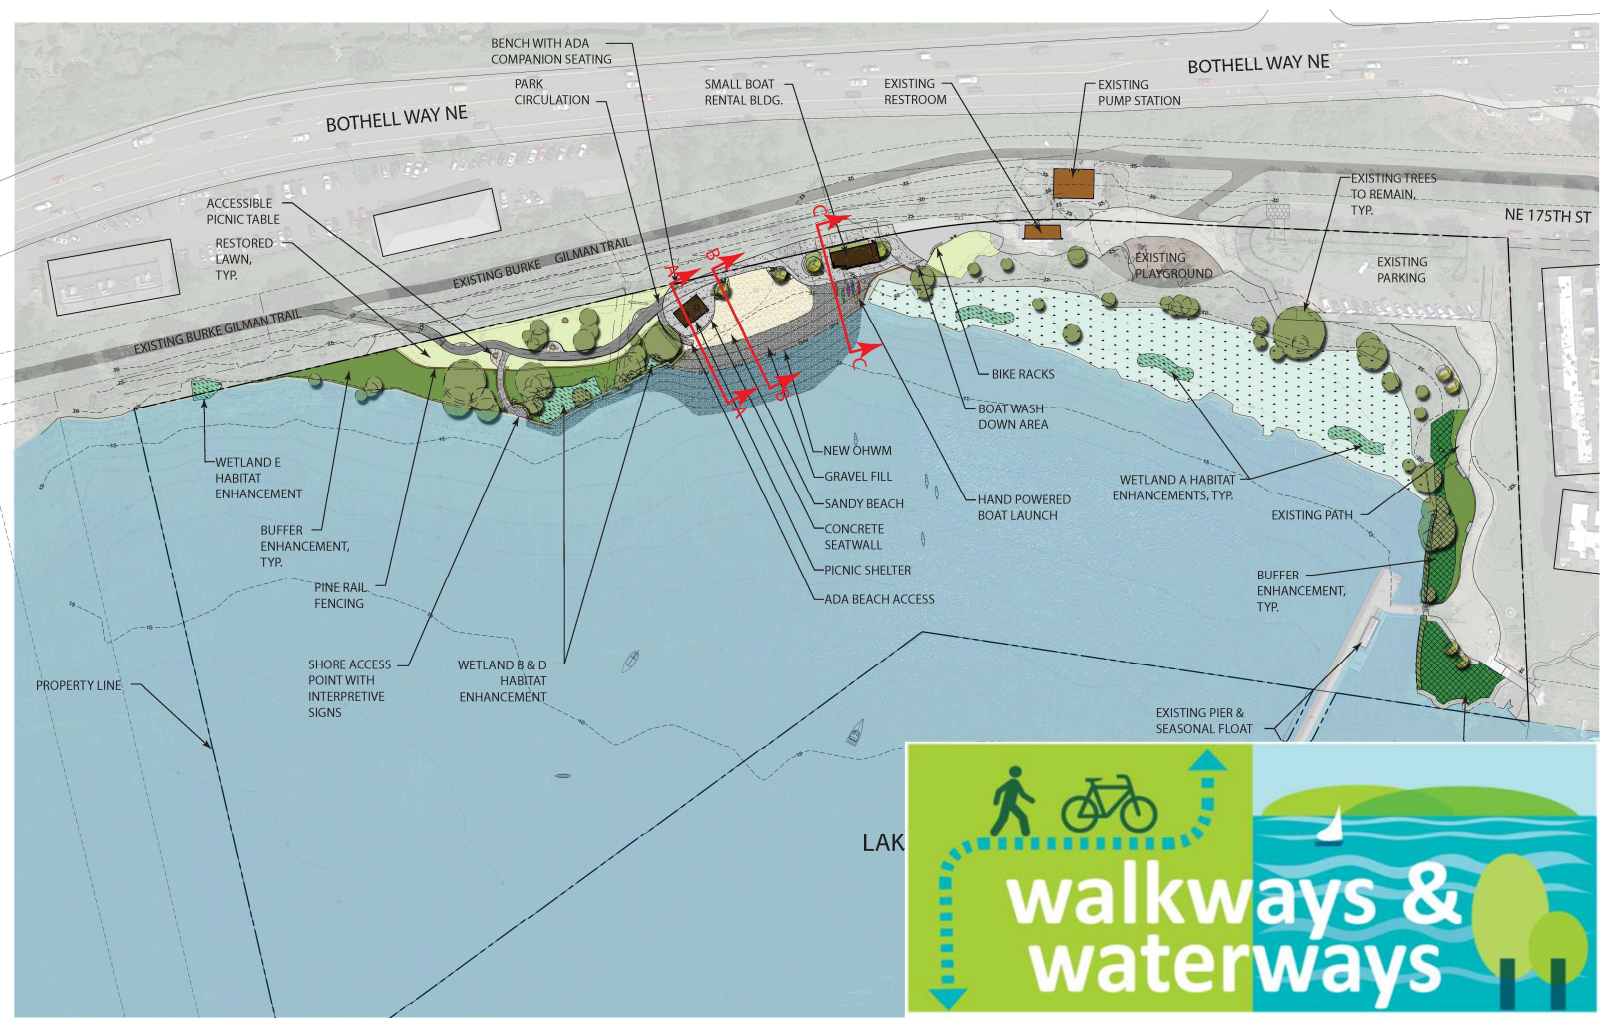 BENCH WITH ADA
COMPANION SEATING
PARK
CIRCULATION
SMALL BOAT
RENTAL BLDG.
EXISTING
RESTROOM
EXISTING
PUMP STATION
BOTHELL WAY NE
BOTHELL WAY NE
ACCESSIBLE
PICNIC TABLE
RESTORED
LAWN,
TYP.
EXISTING TREES
TO REMAIN,
TYP.
NE 175TH ST
EXISTING BURKE GILMAN TRAIL
EXISTING BURKE GILMAN TRAIL
EXISTING
PLAYGROUND
EXISTING
PARKING
A
B
C
A
B
C
BIKE RACKS
BOAT WASH
DOWN AREA
NEW OHWM
GRAVEL FILL
SANDY BEACH
CONCRETE
SEATWALL
PICNIC SHELTER
ADA BEACH ACCESS
HAND POWERED
BOAT LAUNCH
WETLAND A HABITAT
ENHANCEMENTS, TYP.
EXISTING PATH
WETLAND E
HABITAT
ENHANCEMENT
BUFFER
ENHANCEMENT,
TYP.
PINE RAIL
FENCING
BUFFER
ENHANCEMENT,
TYP.
SHORE ACCESS
POINT WITH
INTERPRETIVE
SIGNS
WETLAND B & D
HABITAT
ENHANCEMENT
PROPERTY LINE
EXISTING PIER &
SEASONAL FLOAT
LAK
walkways &
waterways